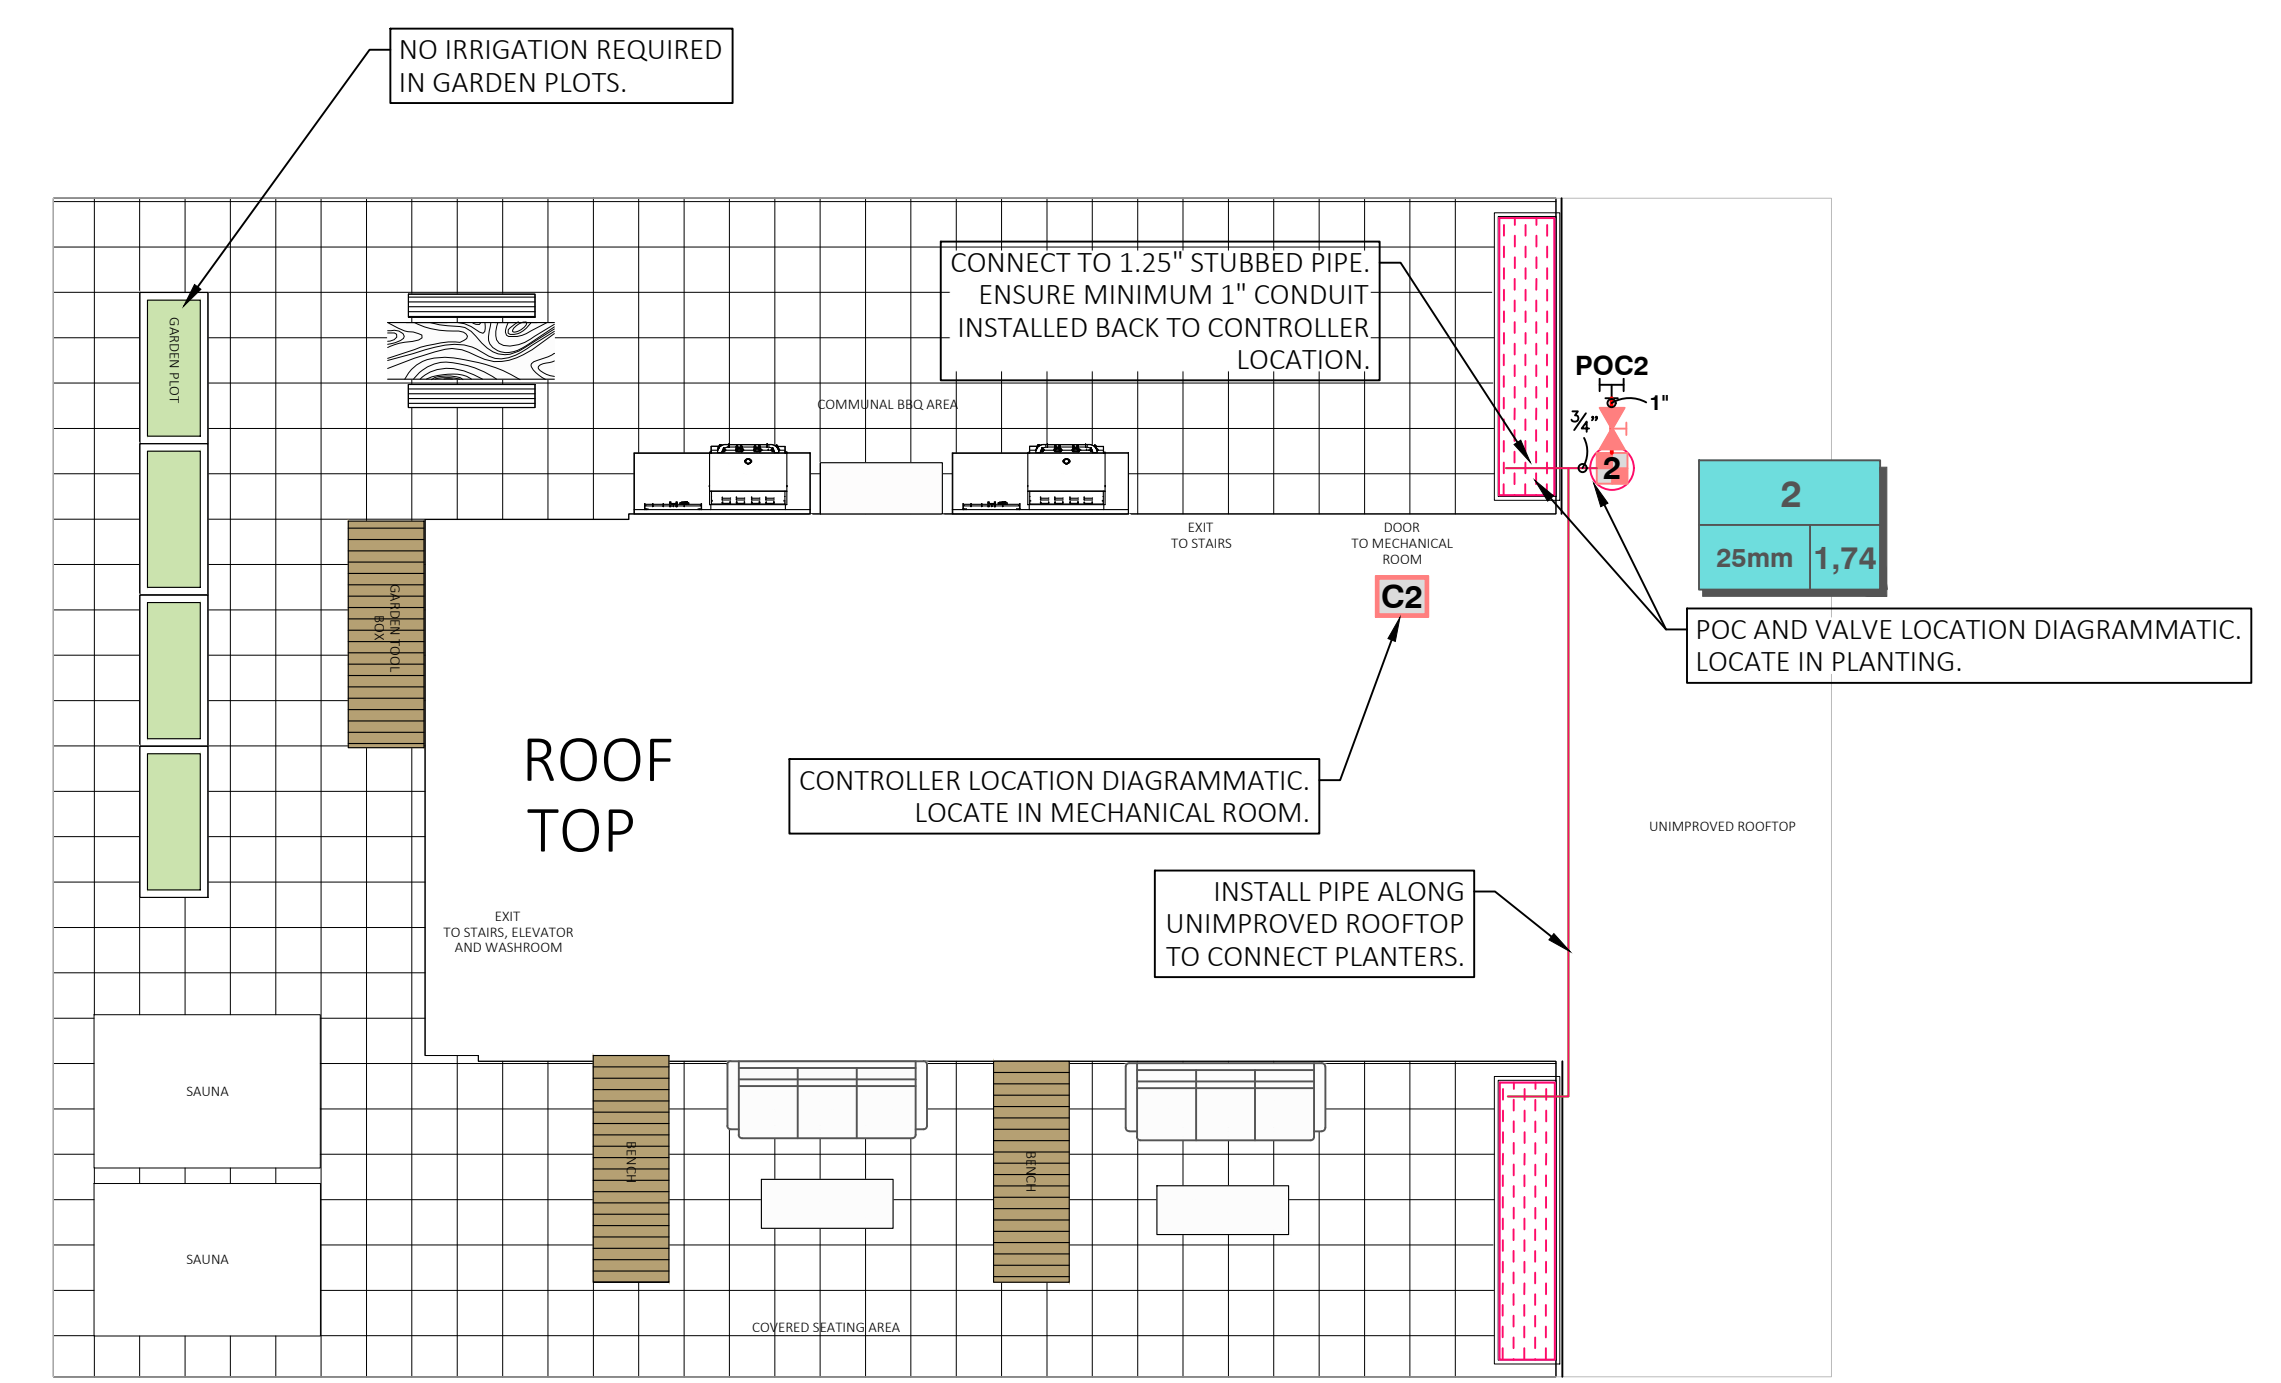 NO IRRIGATION REQUIRED
IN GARDEN PLOTS.
CONNECT TO 1.25" STUBBED PIPE.
ENSURE MINIMUM 1" CONDUIT
INSTALLED BACK TO CONTROLLER
LOCATION.
GARDEN PLOT
POC2
1"
¾"
2
COMMUNAL BBQ AREA
2
25mm
1,74
EXIT
TO STAIRS
DOOR
TO MECHANICAL
ROOM
C2
GARDEN TOOL
BOX
POC AND VALVE LOCATION DIAGRAMMATIC.
LOCATE IN PLANTING.
ROOF
TOP
CONTROLLER LOCATION DIAGRAMMATIC.
LOCATE IN MECHANICAL ROOM.
UNIMPROVED ROOFTOP
INSTALL PIPE ALONG
UNIMPROVED ROOFTOP
TO CONNECT PLANTERS.
EXIT
TO STAIRS, ELEVATOR
AND WASHROOM
SAUNA
BENCH
BENCH
SAUNA
COVERED SEATING AREA